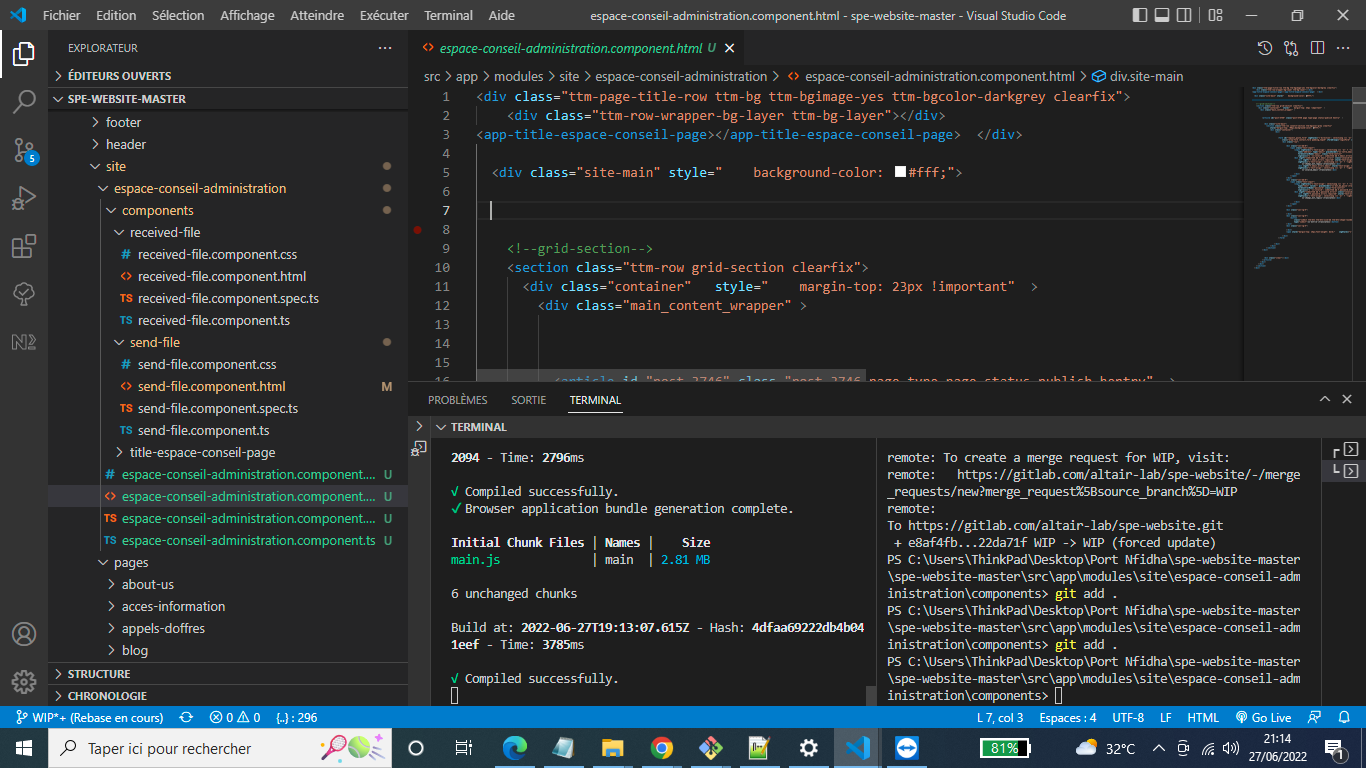 Fichier Edition Sélection Affichage Atteindre Exécuter Terminal Aide espace-conseil-administration.component.html - spe-website-master - Visual Studio Code
EXPLORATEUR ···
ÉDITEURS OUVERTS
SPE-WEBSITE-MASTER
footer
header
site
espace-conseil-administration
components
received-file
# received-file.component.css
<> received-file.component.html
TS received-file.component.spec.ts
TS received-file.component.ts
send-file
# send-file.component.css
<> send-file.component.html M
TS send-file.component.spec.ts
TS send-file.component.ts
title-espace-conseil-page
# espace-conseil-administration.component.... U
<> espace-conseil-administration.component.... U
TS espace-conseil-administration.component.... U
TS espace-conseil-administration.component.ts U
pages
about-us
acces-information
appels-doffres
blog
STRUCTURE
CHRONOLOGIE
5
<> espace-conseil-administration.component.html U
src > app > modules > site > espace-conseil-administration > <> espace-conseil-administration.component.html > div.site-main
1 <div class="ttm-page-title-row ttm-bg ttm-bgimage-yes ttm-bgcolor-darkgrey clearfix">
2 <div class="ttm-row-wrapper-bg-layer ttm-bg-layer"></div>
3 <app-title-espace-conseil-page></app-title-espace-conseil-page> </div>
4
5 <div class="site-main" style=" background-color: #fff;">
6
7
8
9 <!--grid-section-->
10 <section class="ttm-row grid-section clearfix">
11 <div class="container" style=" margin-top: 23px !important" >
12 <div class="main_content_wrapper" >
13
14
15
16 <article id="post-2746" class="post-2746 page type-page status-publish hentry" >
PROBLÈMES SORTIE TERMINAL
TERMINAL
2094 - Time: 2796ms
√ Compiled successfully.
✓ Browser application bundle generation complete.
Initial Chunk Files | Names | Size
main.js | main | 2.81 MB
6 unchanged chunks
Build at: 2022-06-27T19:13:07.615Z - Hash: 4dfaa69222db4b04
1eef - Time: 3785ms
√ Compiled successfully.
remote: To create a merge request for WIP, visit:
remote: https://gitlab.com/altair-lab/spe-website/-/merge
_requests/new?merge_request%5Bsource_branch%5D=WIP
remote:
To https://gitlab.com/altair-lab/spe-website.git
+ e8af4fb...22da71f WIP -> WIP (forced update)
PS C:\Users\ThinkPad\Desktop\Port Nfidha\spe-website-master
\spe-website-master\src\app\modules\site\espace-conseil-adm
inistration\components> git add .
PS C:\Users\ThinkPad\Desktop\Port Nfidha\spe-website-master
\spe-website-master\src\app\modules\site\espace-conseil-adm
inistration\components> git add .
PS C:\Users\ThinkPad\Desktop\Port Nfidha\spe-website-master
\spe-website-master\src\app\modules\site\espace-conseil-adm
inistration\components>
WIP*+ (Rebase en cours) 0 0 {..} : 296 L 7, col 3 Espaces : 4 UTF-8 LF HTML Go Live
Taper ici pour rechercher 81% 32°C 21:14
27/06/2022 1